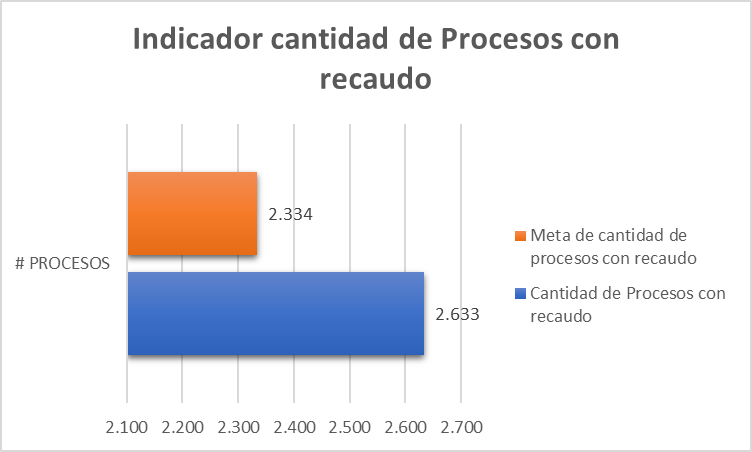 Indicador cantidad de Procesos con
recaudo
2.334
# PROCESOS
2.633
2.100 2.200 2.300 2.400 2.500 2.600 2.700
Meta de cantidad de
procesos con recaudo
Cantidad de Procesos con
recaudo